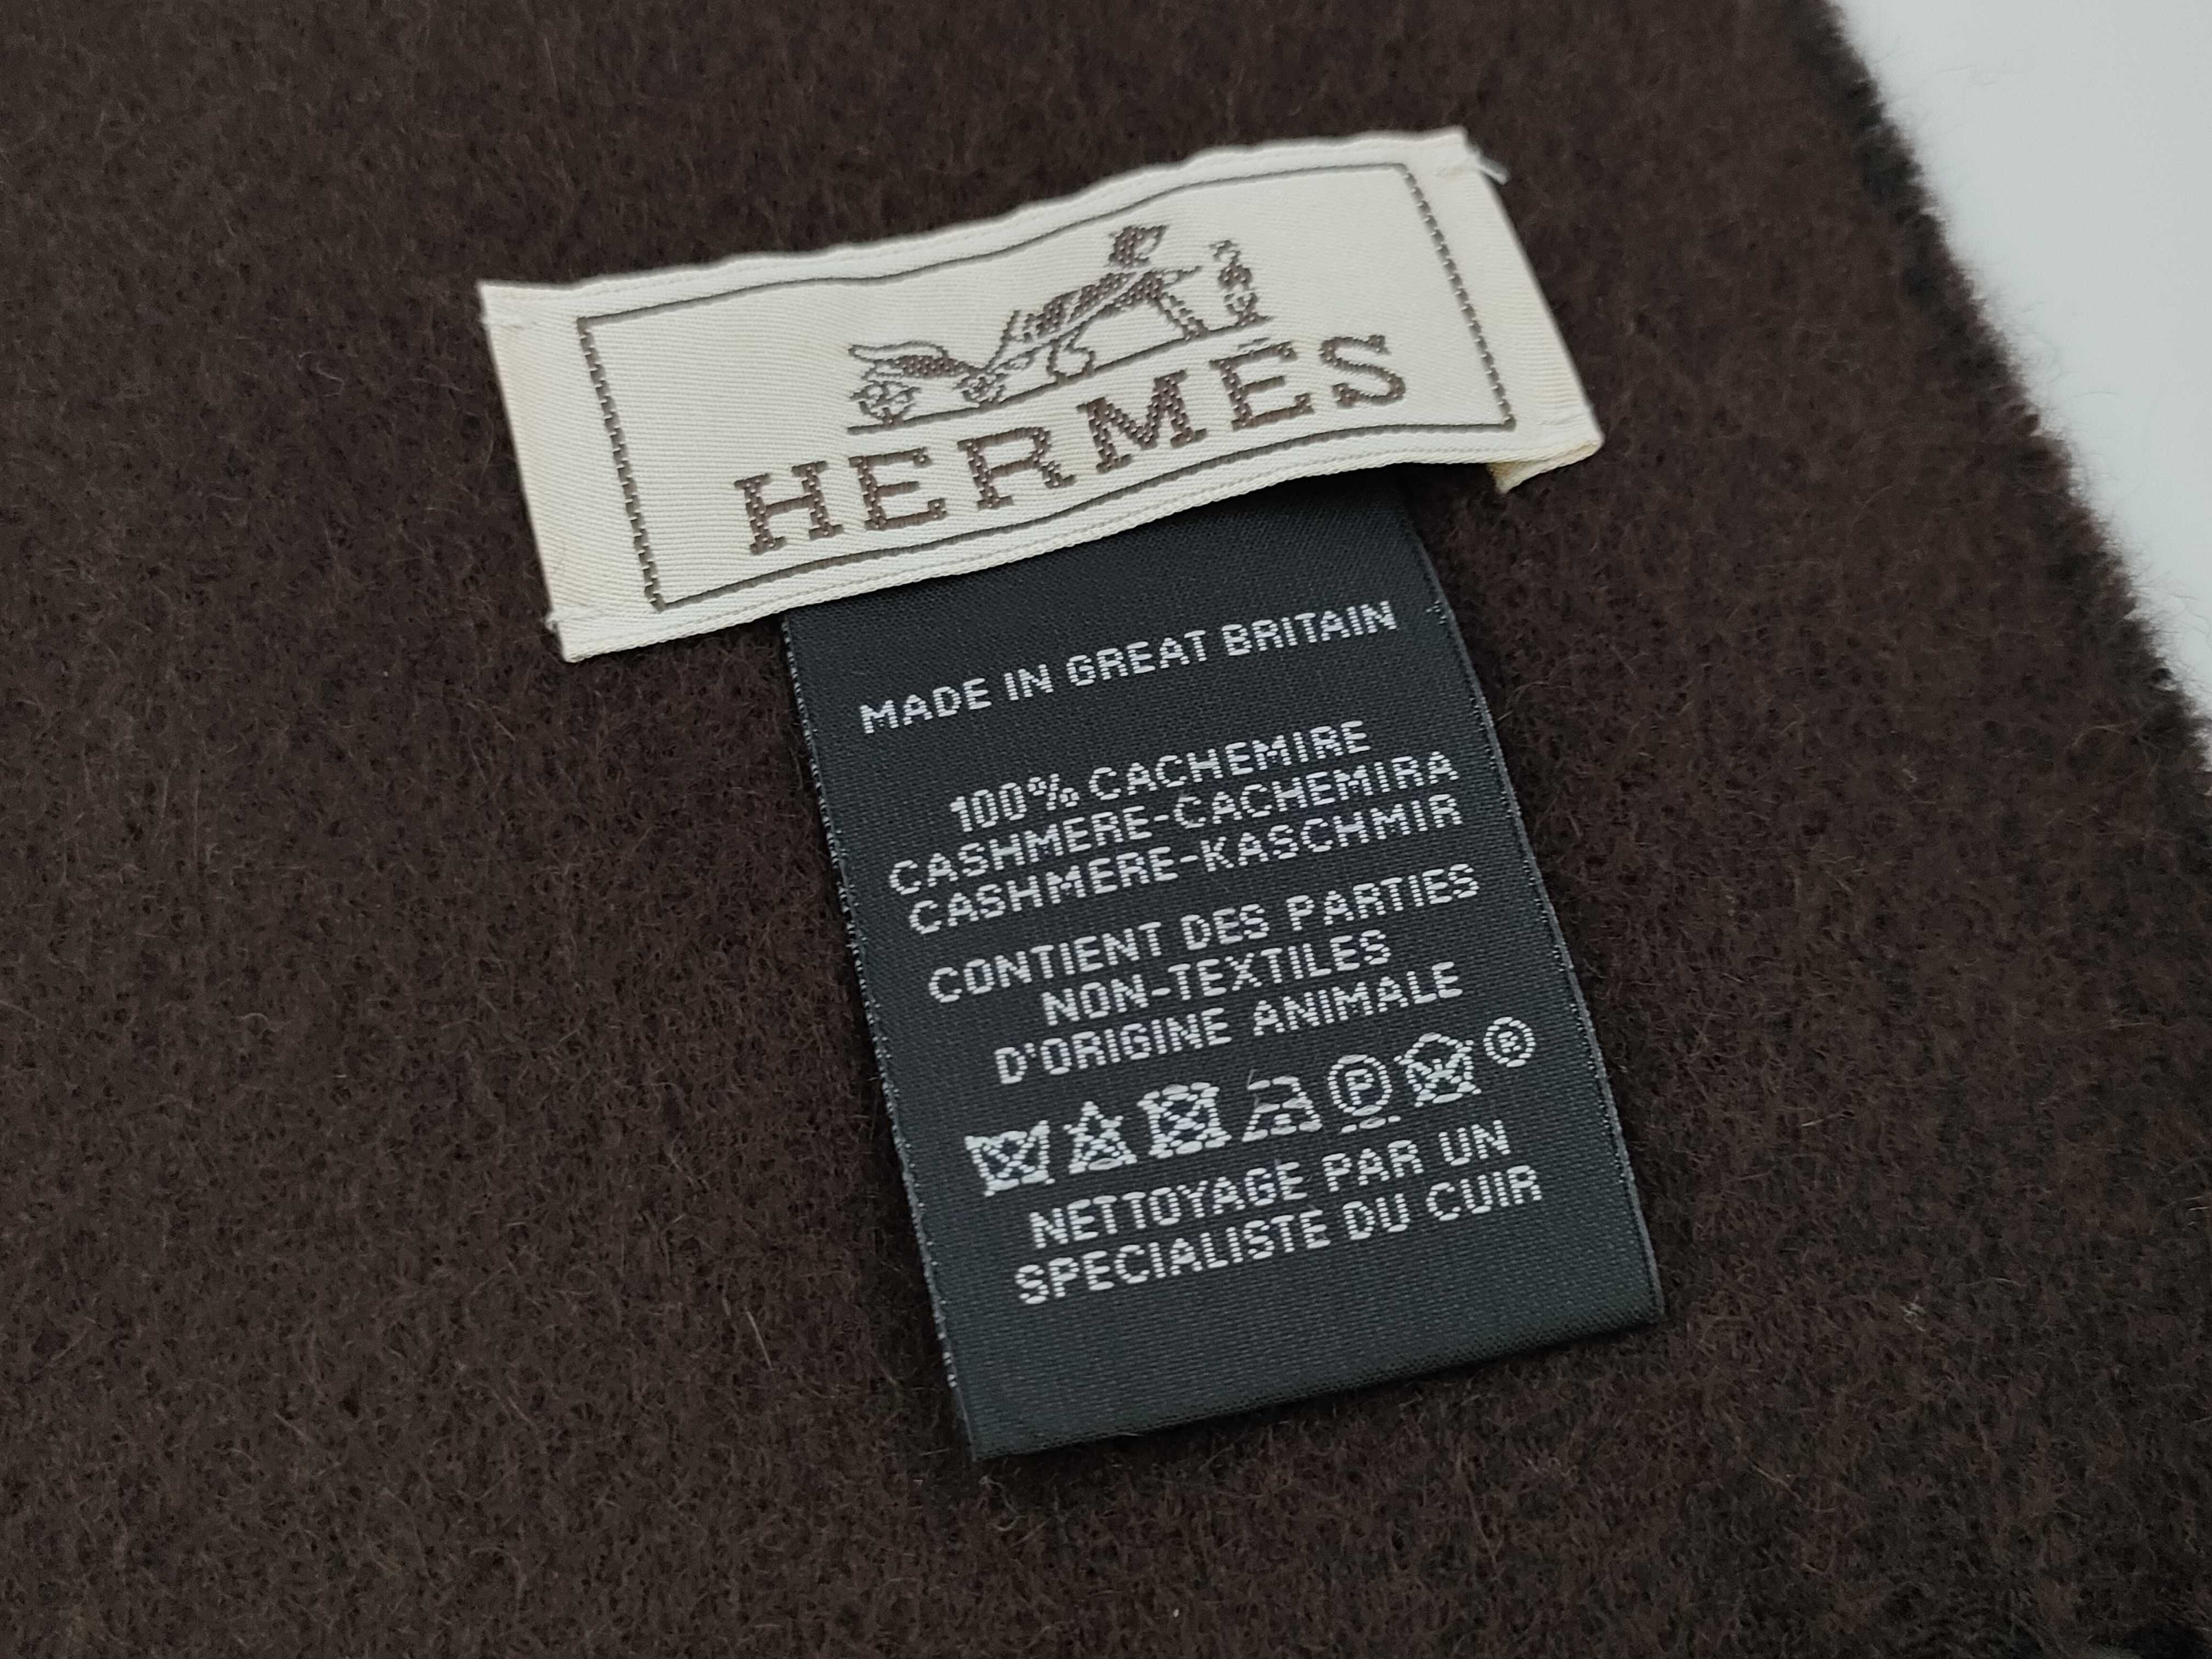 HERMÈS
MADE IN GREAT BRITAIN
100% CACHEMIRE
CASHMERE-CACHEMIRA
CASHMERE-KASCHMIR
CONTIENT DES PARTIES
NON-TEXTILES
D'ORIGINE ANIMALE
P ®
NETTOYAGE PAR UN
SPECIALISTE DU CUIR